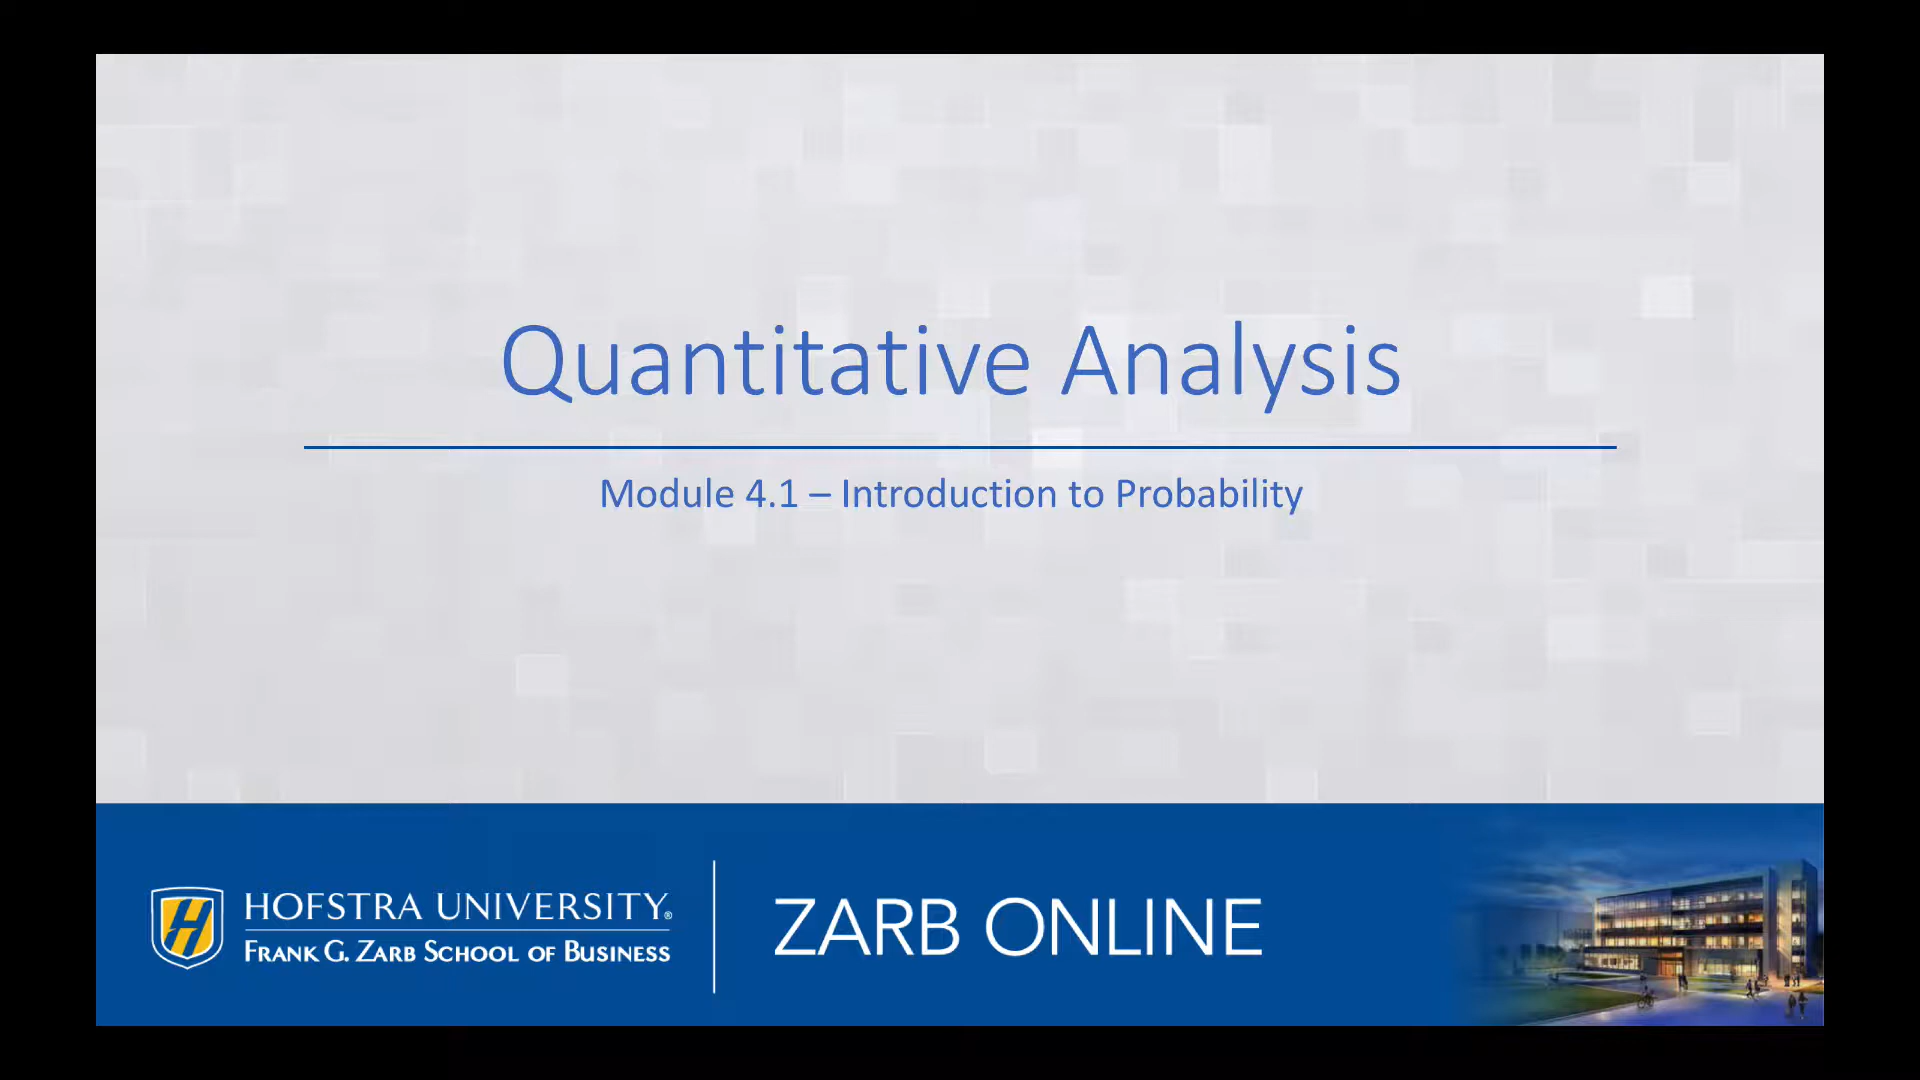 Quantitative Analysis
Module 4.1 – Introduction to Probability
HOFSTRA UNIVERSITY®
FRANK G. ZARB SCHOOL OF BUSINESS
ZARB ONLINE